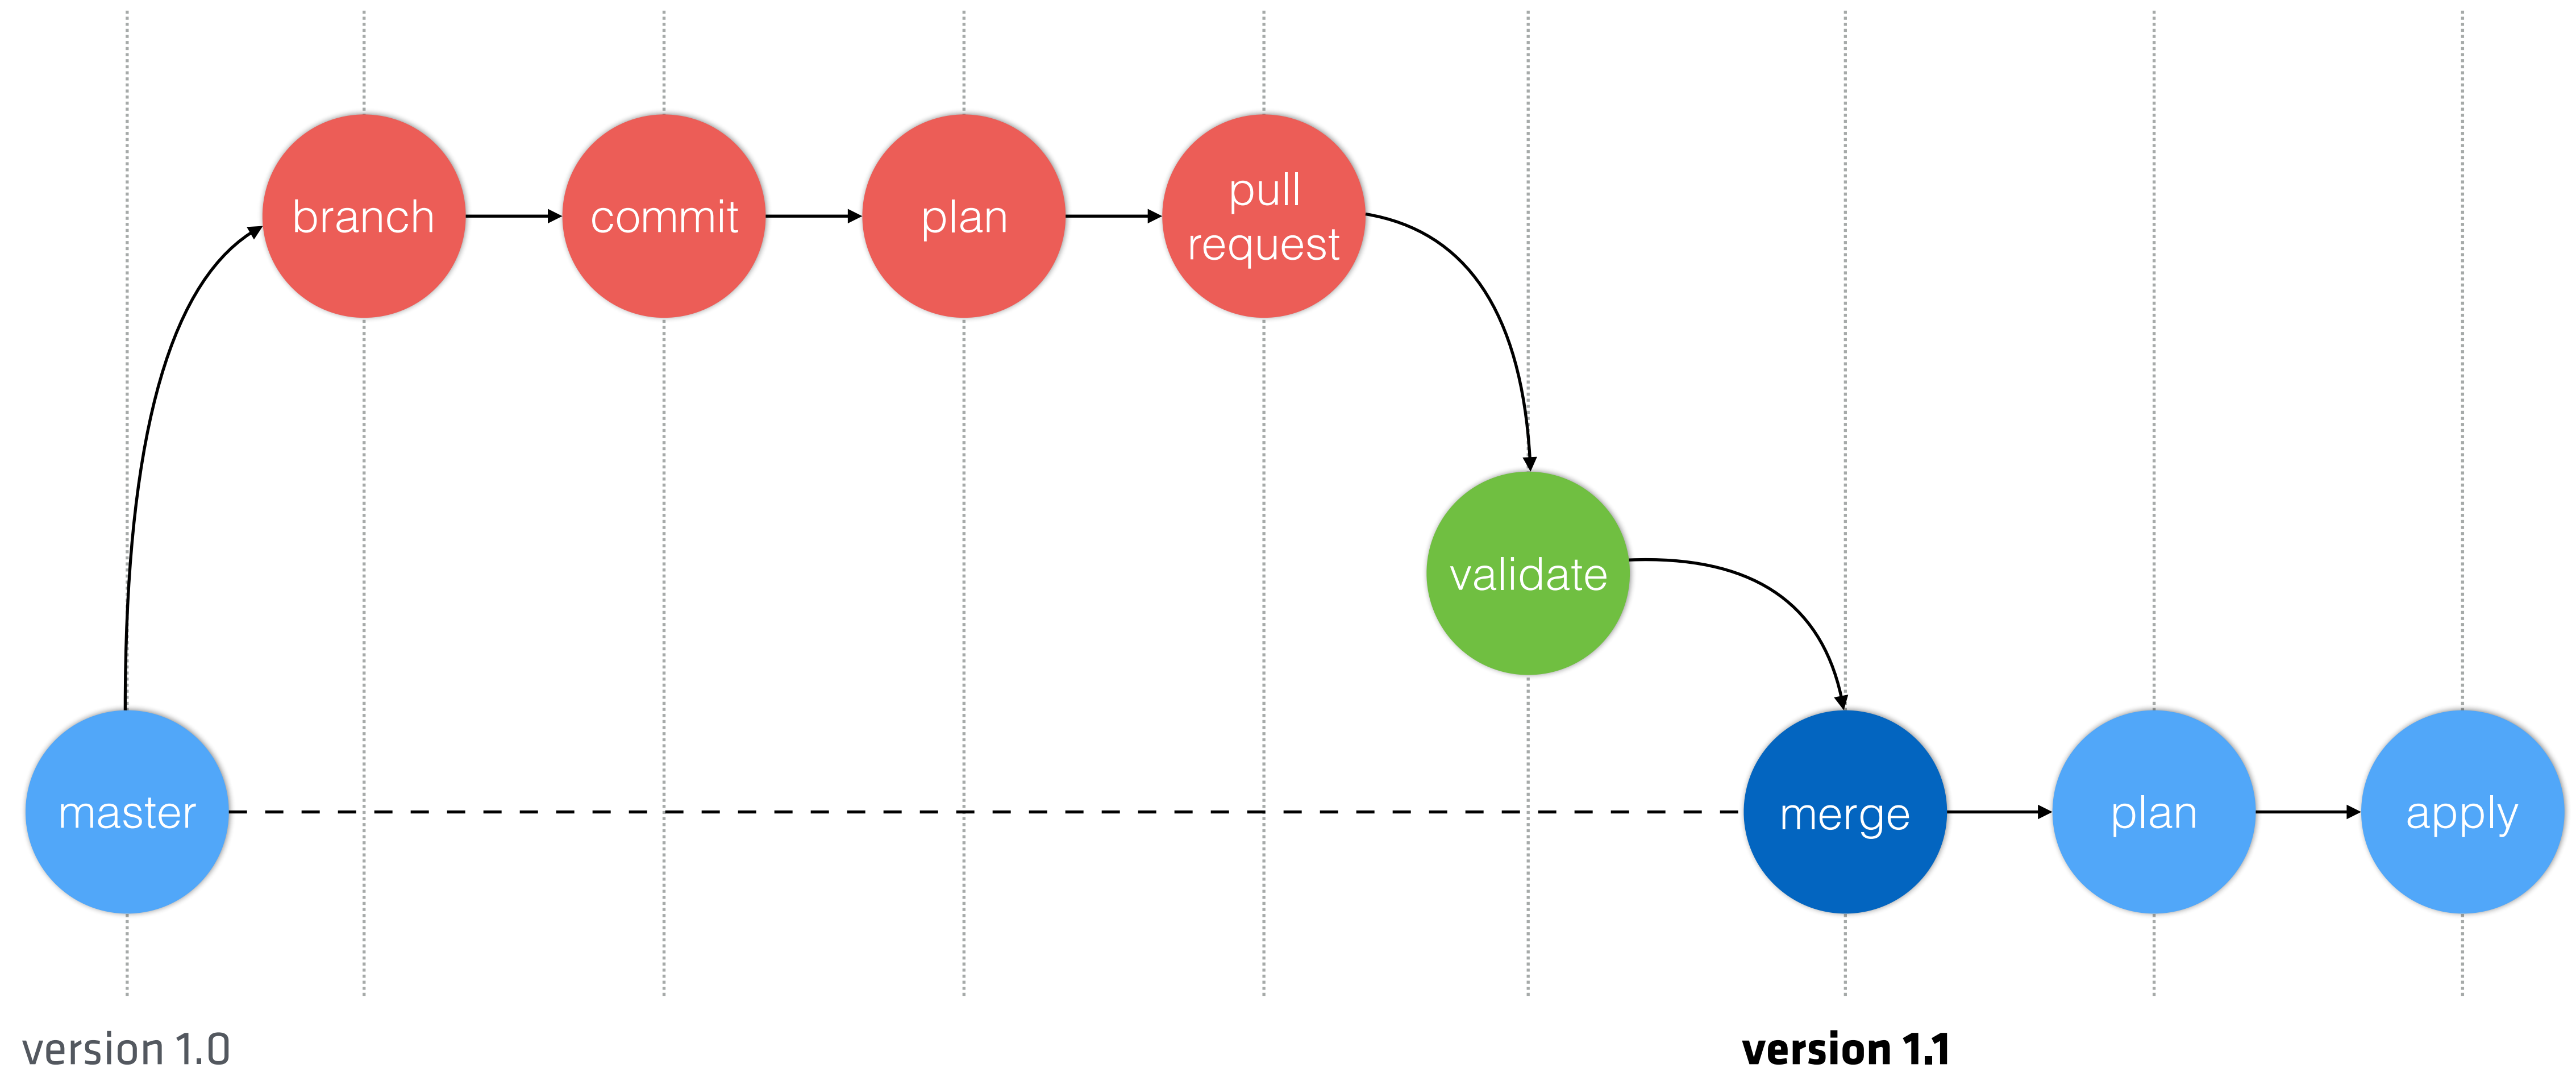 branch
commit
plan
pull
request
validate
master
merge
plan
apply
version 1.0
version 1.1